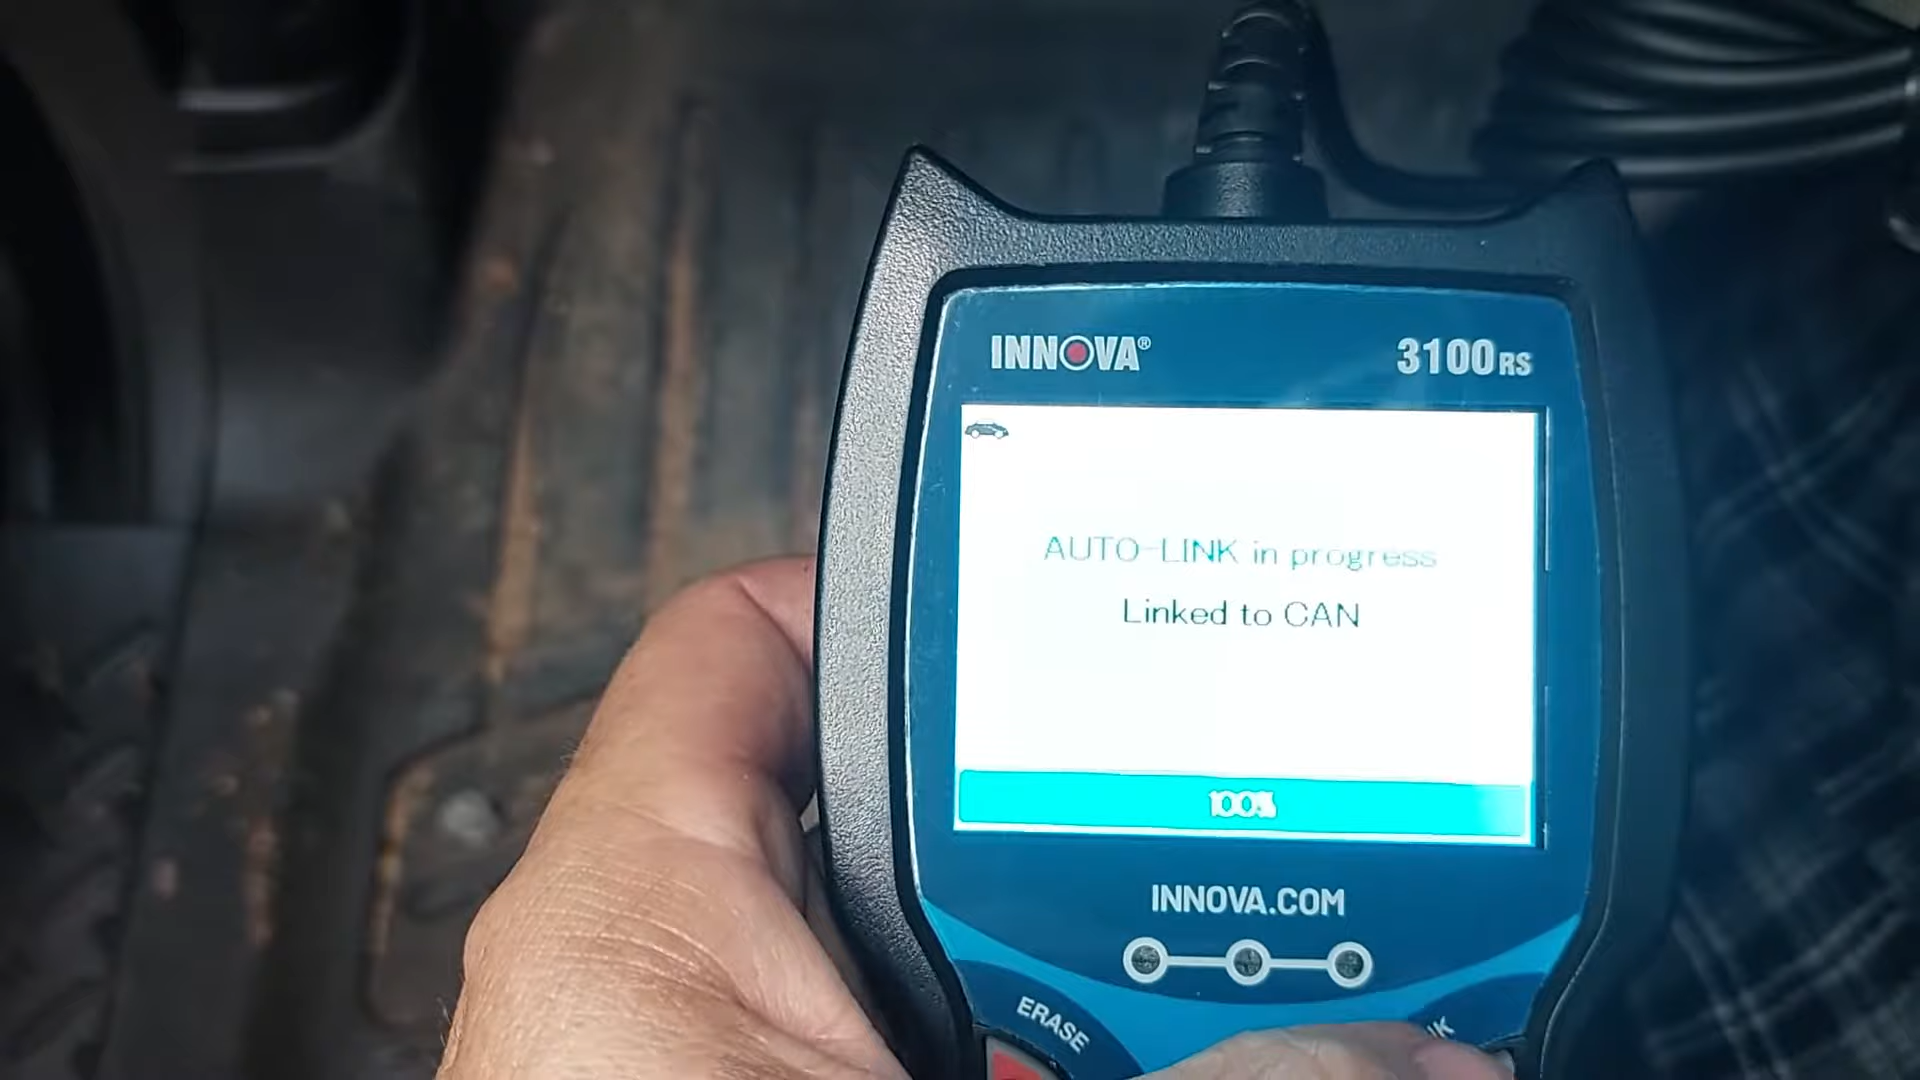 INNOVA®
3100RS
AUTO-LINK in progress
Linked to CAN
100%
INNOVA.COM
ERASE